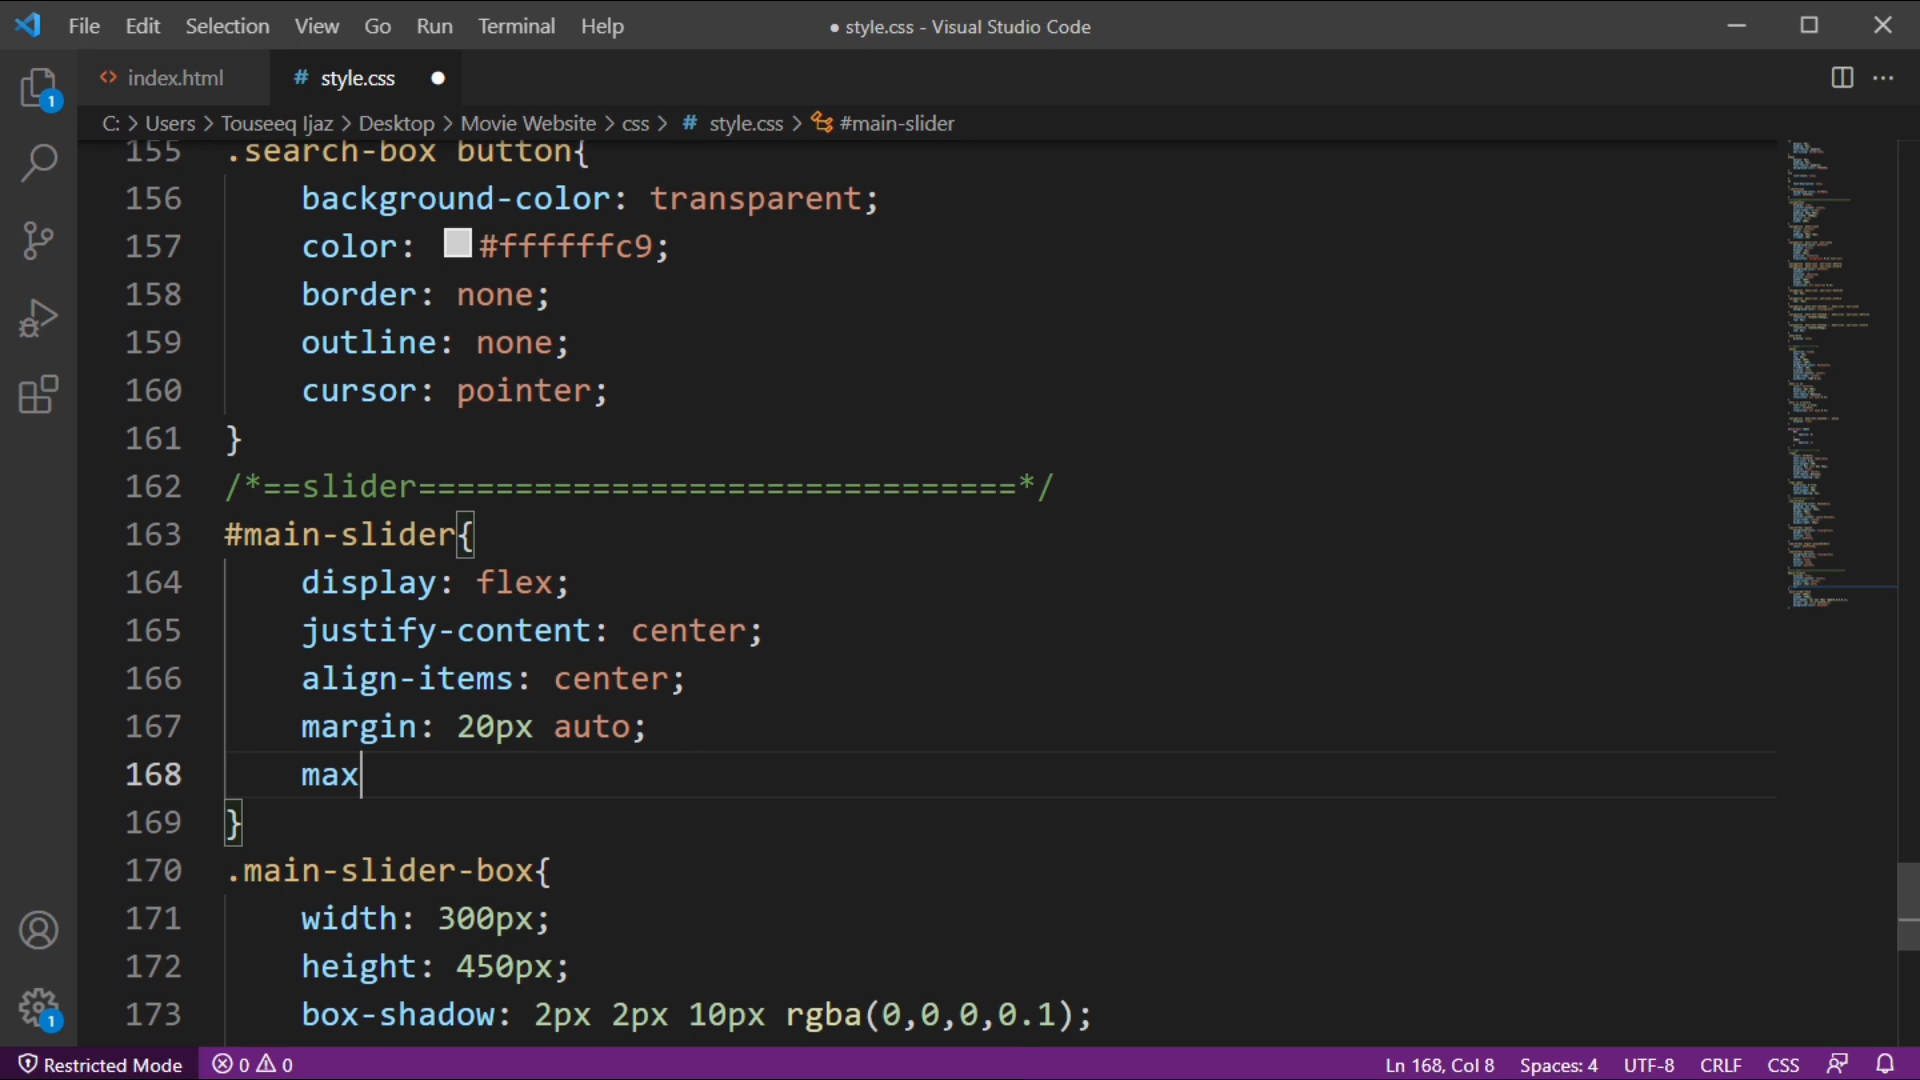 File Edit Selection View Go Run Terminal Help ● style.css - Visual Studio Code
index.html # style.css
C: > Users > Touseeq Ijaz > Desktop > Movie Website > css > # style.css > #main-slider
155 .search-box button{
156 background-color: transparent;
157 color: #ffffffc9;
158 border: none;
159 outline: none;
160 cursor: pointer;
161 }
162 /*==slider===============================*/
163 #main-slider{
164 display: flex;
165 justify-content: center;
166 align-items: center;
167 margin: 20px auto;
168 max
169 }
170 .main-slider-box{
171 width: 300px;
172 height: 450px;
173 box-shadow: 2px 2px 10px rgba(0,0,0,0.1);
1
1
Restricted Mode 0 0 Ln 168, Col 8 Spaces: 4 UTF-8 CRLF CSS